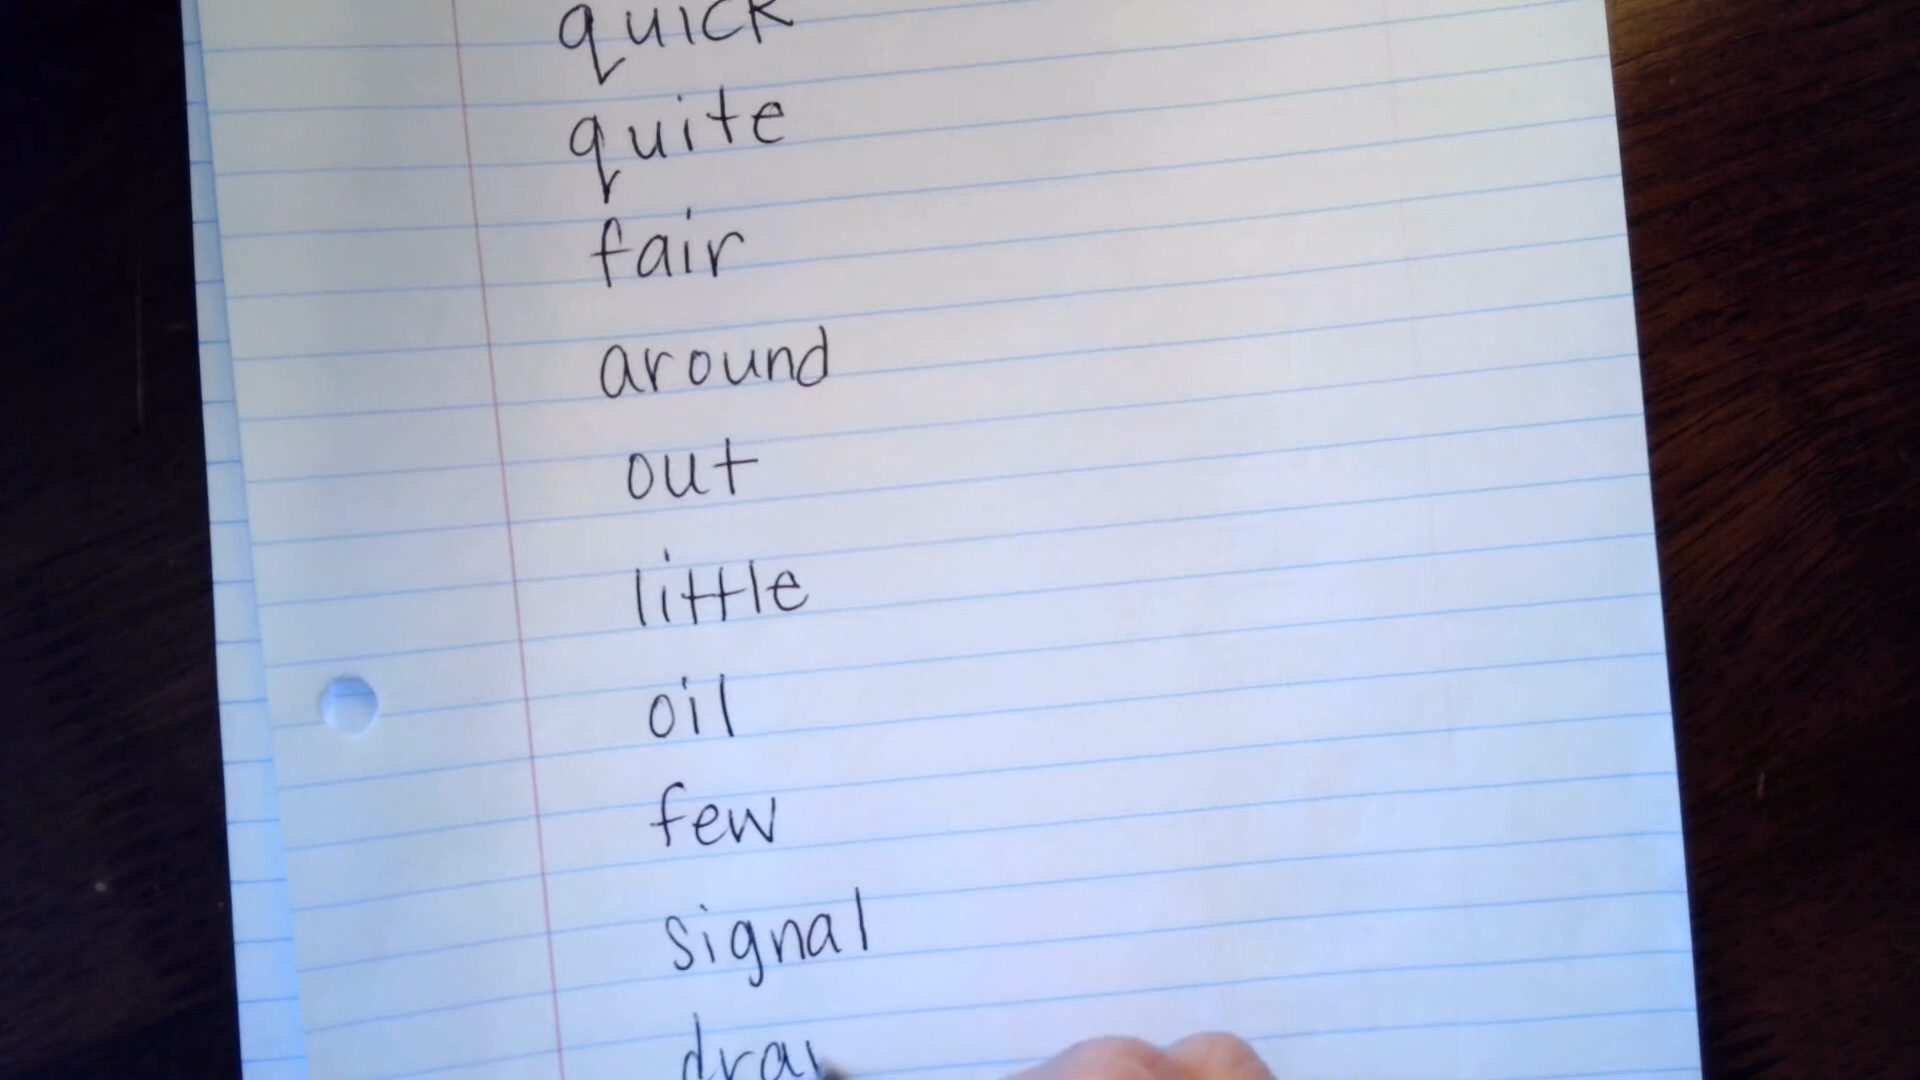 quick
quite
fair
around
out
little
oil
few
signal